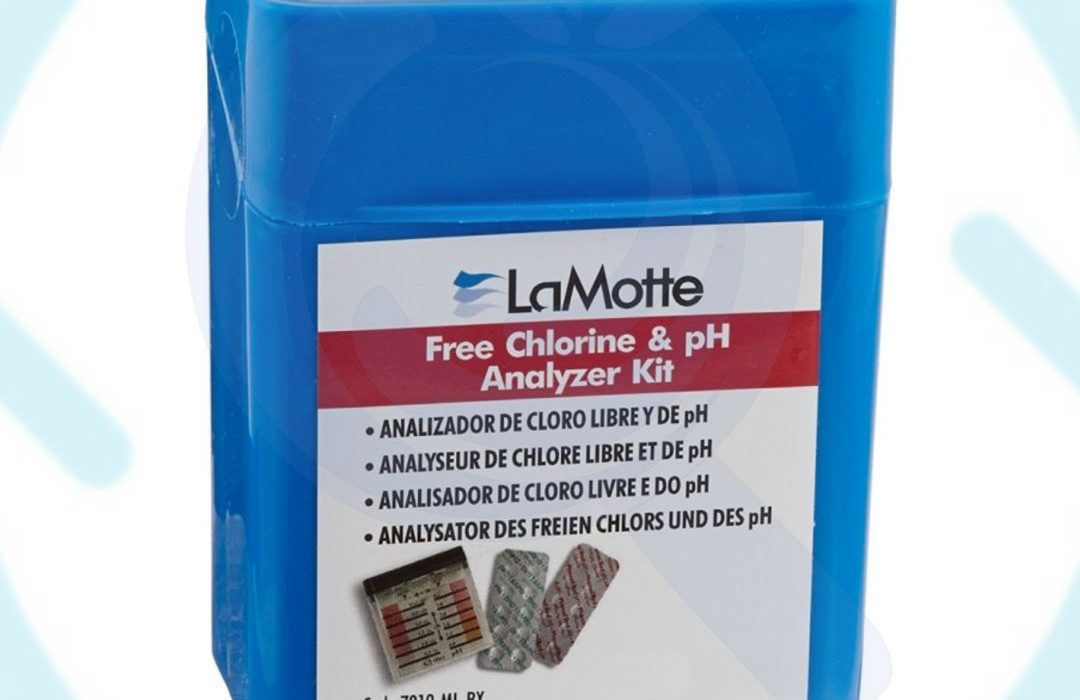 LaMotte
Free Chlorine & pH
Analyzer Kit
• ANALIZADOR DE CLORO LIBRE Y DE pH
• ANALYSEUR DE CHLORE LIBRE ET DE pH
• ANALISADOR DE CLORO LIVRE E DO pH
• ANALYSATOR DES FREIEN CHLORS UND DES pH